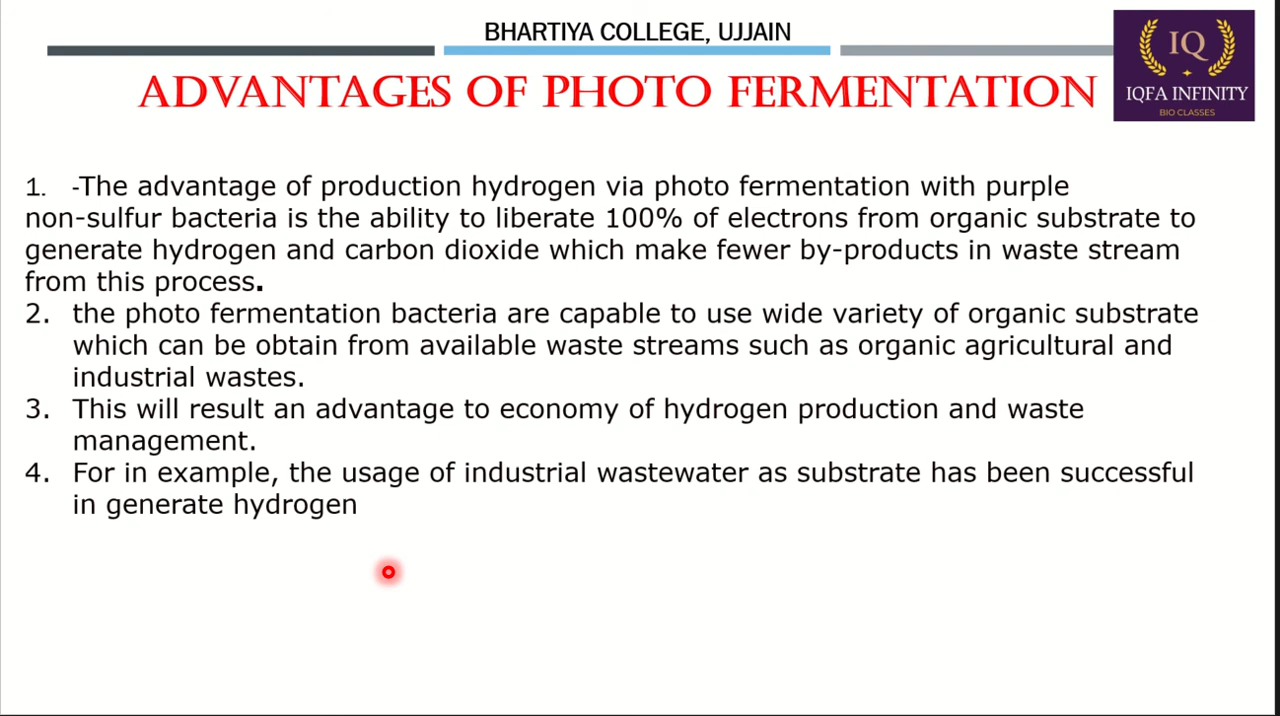 BHARTIYA COLLEGE, UJJAIN
IQ
IQFA INFINITY
BIO CLASSES
ADVANTAGES OF PHOTO FERMENTATION
1. -The advantage of production hydrogen via photo fermentation with purple
non-sulfur bacteria is the ability to liberate 100% of electrons from organic substrate to
generate hydrogen and carbon dioxide which make fewer by-products in waste stream
from this process.
2. the photo fermentation bacteria are capable to use wide variety of organic substrate
which can be obtain from available waste streams such as organic agricultural and
industrial wastes.
3. This will result an advantage to economy of hydrogen production and waste
management.
4. For in example, the usage of industrial wastewater as substrate has been successful
in generate hydrogen